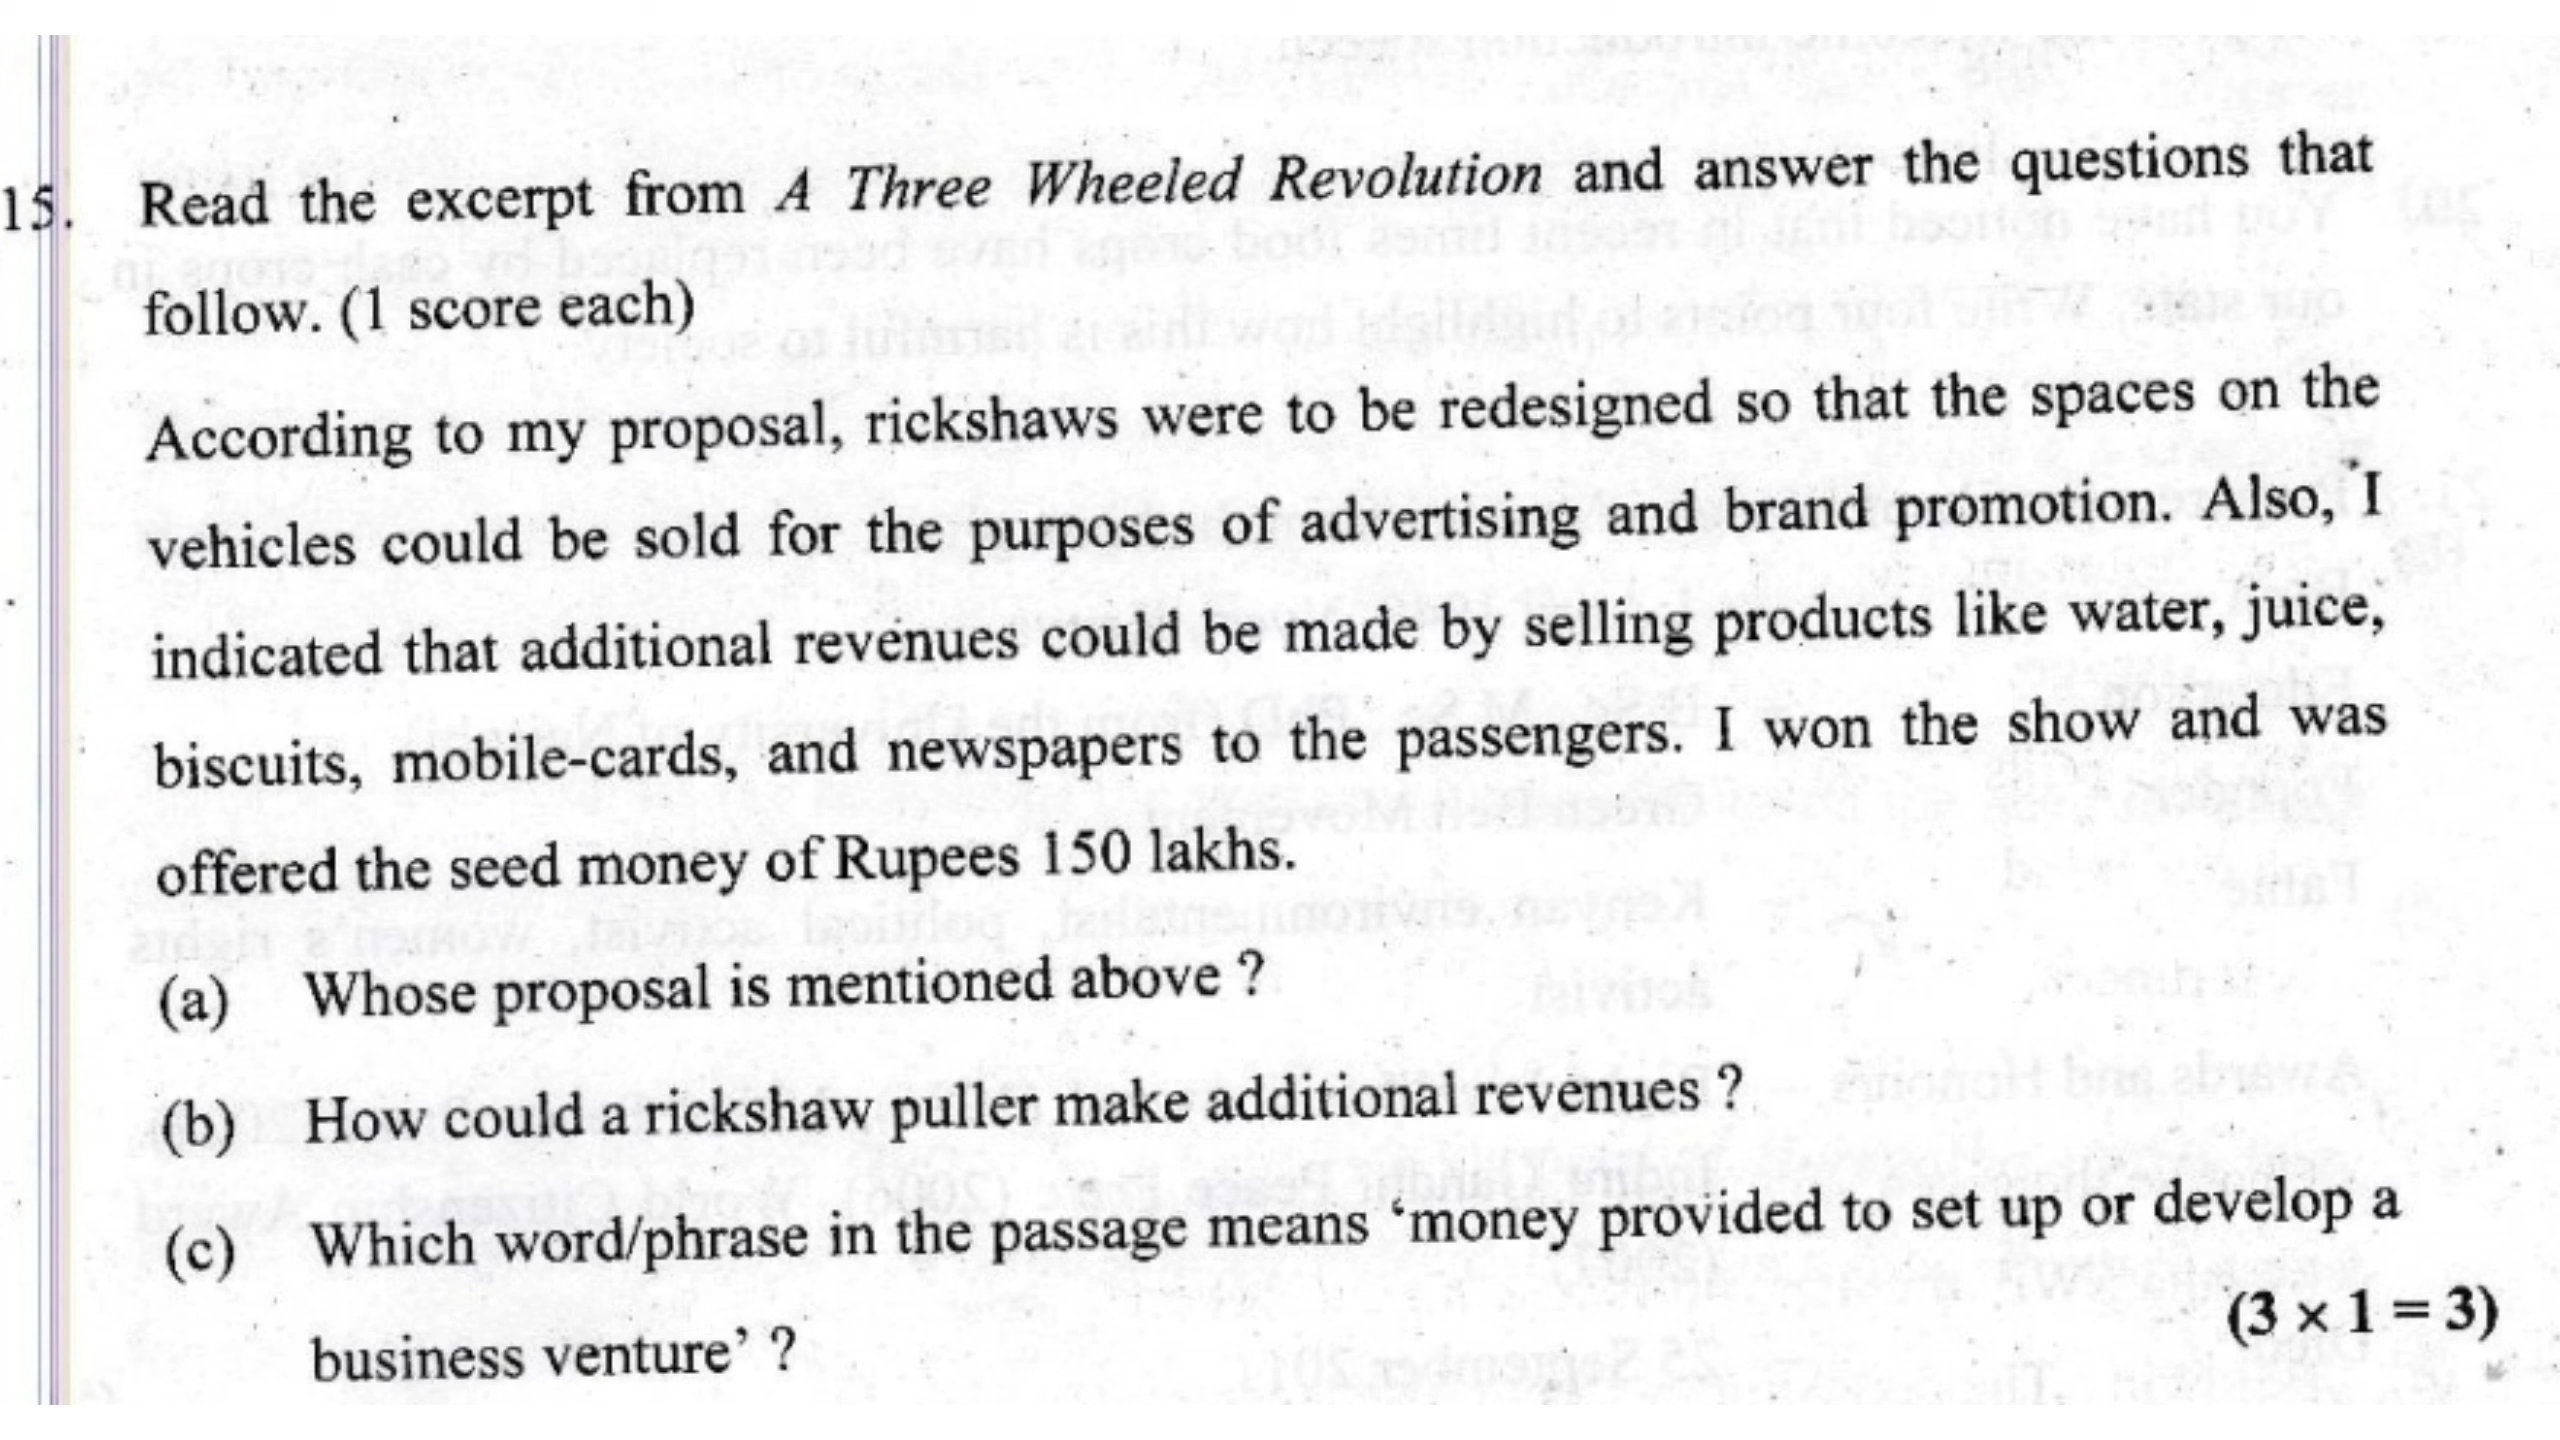 15. Read the excerpt from A Three Wheeled Revolution and answer the questions that
follow. (1 score each)
According to my proposal, rickshaws were to be redesigned so that the spaces on the
vehicles could be sold for the purposes of advertising and brand promotion. Also, I
indicated that additional revenues could be made by selling products like water, juice,
biscuits, mobile-cards, and newspapers to the passengers. I won the show and was
offered the seed money of Rupees 150 lakhs.
(a) Whose proposal is mentioned above ?
(b) How could a rickshaw puller make additional revenues ?
(c) Which word/phrase in the passage means ‘money provided to set up or develop a
business venture’ ?
(3 × 1 = 3)